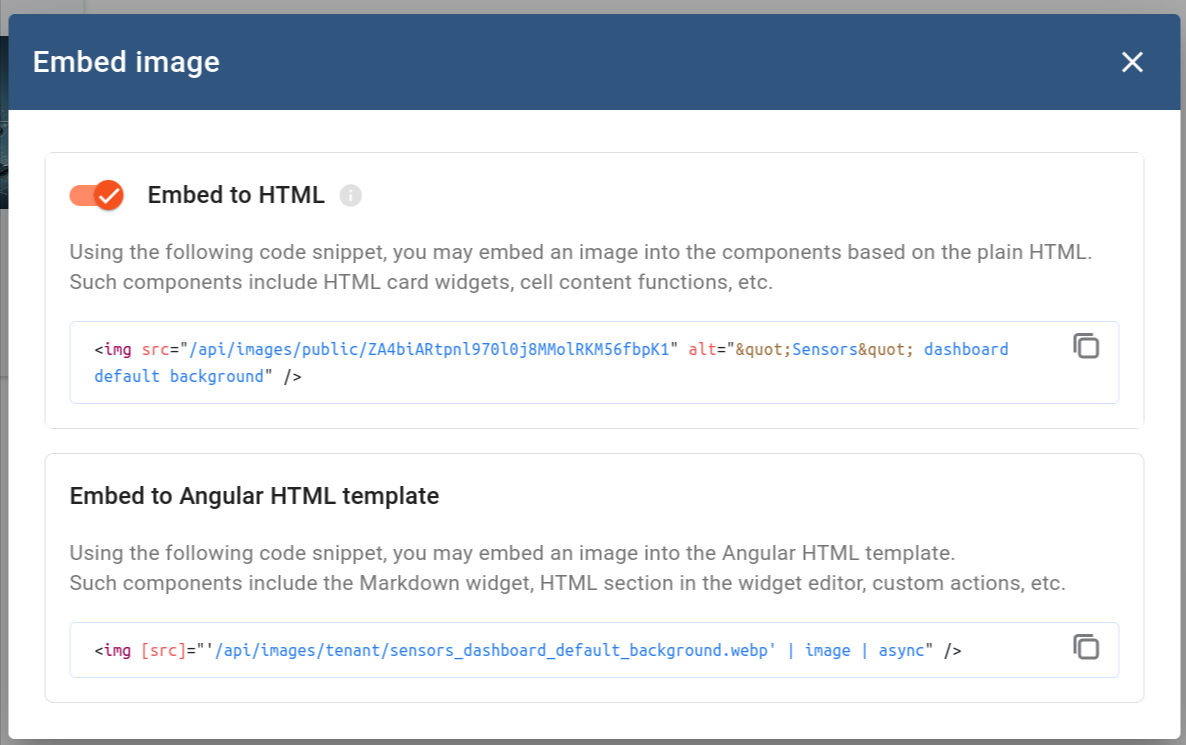 Embed image
Embed to HTML
Using the following code snippet, you may embed an image into the components based on the plain HTML.
Such components include HTML card widgets, cell content functions, etc.
<img src="/api/images/public/ZA4biARtpnl970l0j8MMolRKM56fbpK1" alt="&quot;Sensors&quot; dashboard
default background" />
Embed to Angular HTML template
Using the following code snippet, you may embed an image into the Angular HTML template.
Such components include the Markdown widget, HTML section in the widget editor, custom actions, etc.
<img [src]="'/api/images/tenant/sensors_dashboard_default_background.webp' | image | async" />